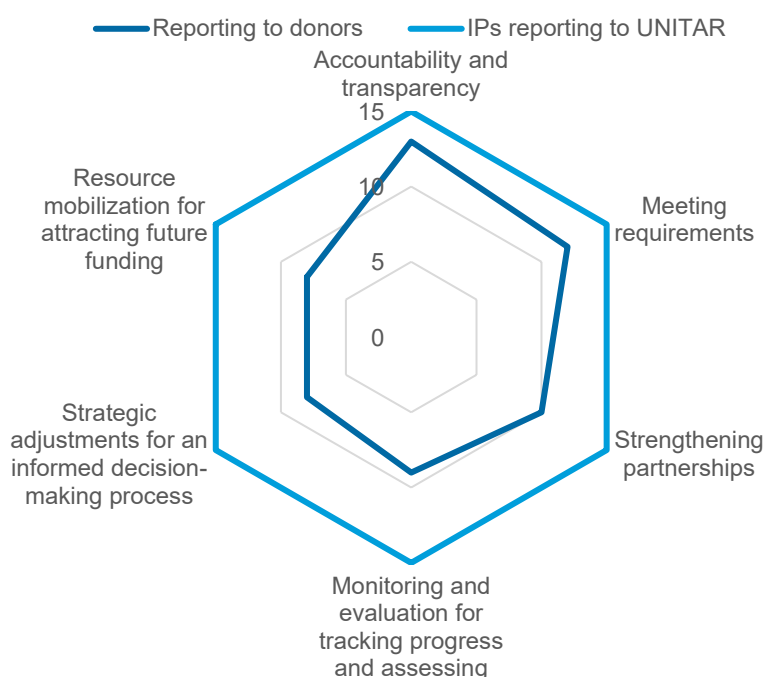 Reporting to donors
IPs reporting to UNITAR
Accountability and
transparency
15
10
5
0
Meeting
requirements
Strengthening
partnerships
Monitoring and
evaluation for
tracking progress
and assessing
Strategic
adjustments for an
informed decision-
making process
Resource
mobilization for
attracting future
funding